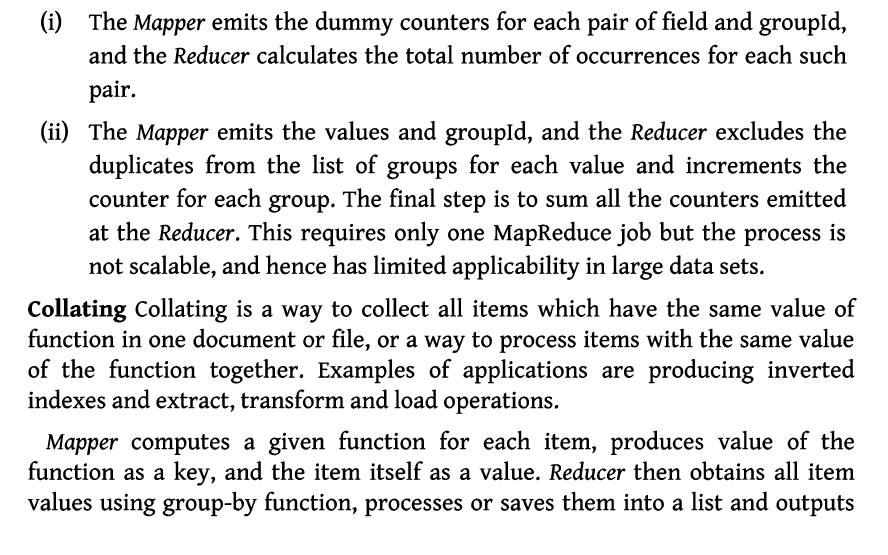 (i) The Mapper emits the dummy counters for each pair of field and groupId,
and the Reducer calculates the total number of occurrences for each such
pair.
(ii) The Mapper emits the values and groupId, and the Reducer excludes the
duplicates from the list of groups for each value and increments the
counter for each group. The final step is to sum all the counters emitted
at the Reducer. This requires only one MapReduce job but the process is
not scalable, and hence has limited applicability in large data sets.
Collating Collating is a way to collect all items which have the same value of
function in one document or file, or a way to process items with the same value
of the function together. Examples of applications are producing inverted
indexes and extract, transform and load operations.
Mapper computes a given function for each item, produces value of the
function as a key, and the item itself as a value. Reducer then obtains all item
values using group-by function, processes or saves them into a list and outputs